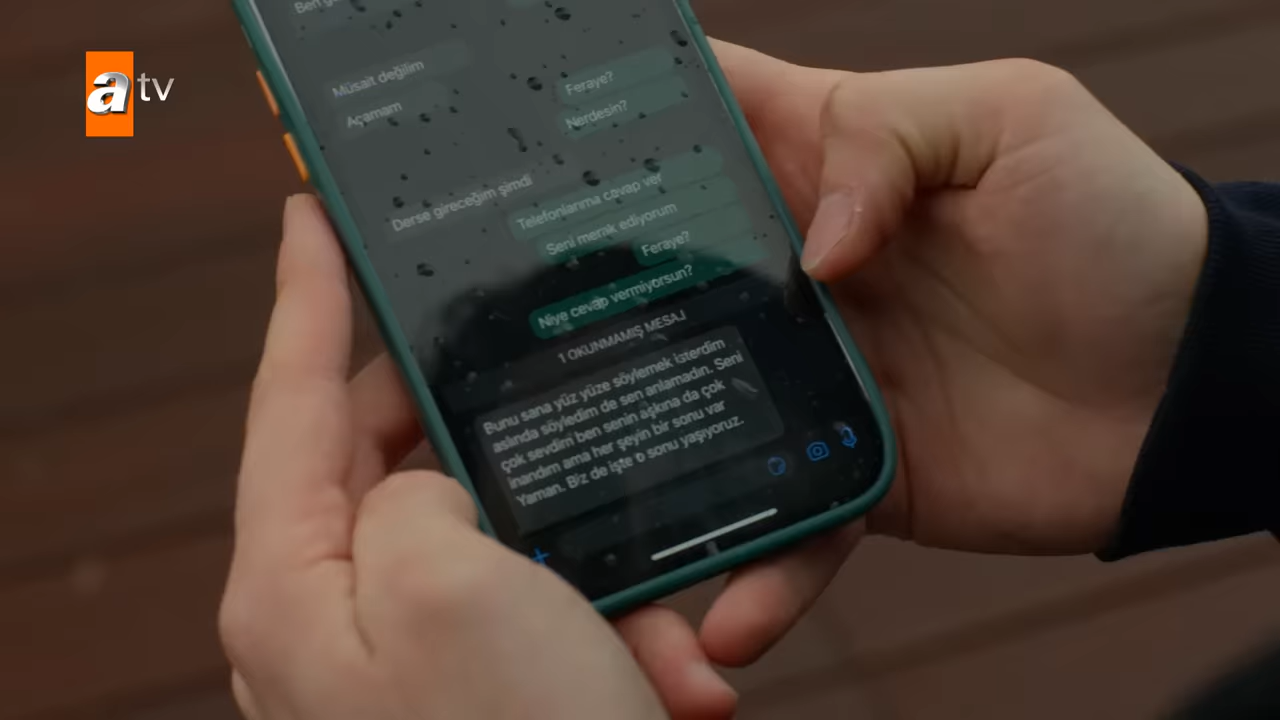 atv
Ben
Müsait değilim
Açamam
Feraye?
Nerdesin?
Derse gireceğim şimdi
Telefonlarıma cevap ver
Seni merak ediyorum
Feraye?
Niye cevap vermiyorsun?
1 OKUNMAMIŞ MESAJ
Bunu sana yüz yüze söylemek isterdim
aslında söyledim de sen anlamadın. Seni
çok sevdim ben senin aşkına da çok
inandım ama her şeyin bir sonu var
Yaman. Biz de işte o sonu yaşıyoruz.